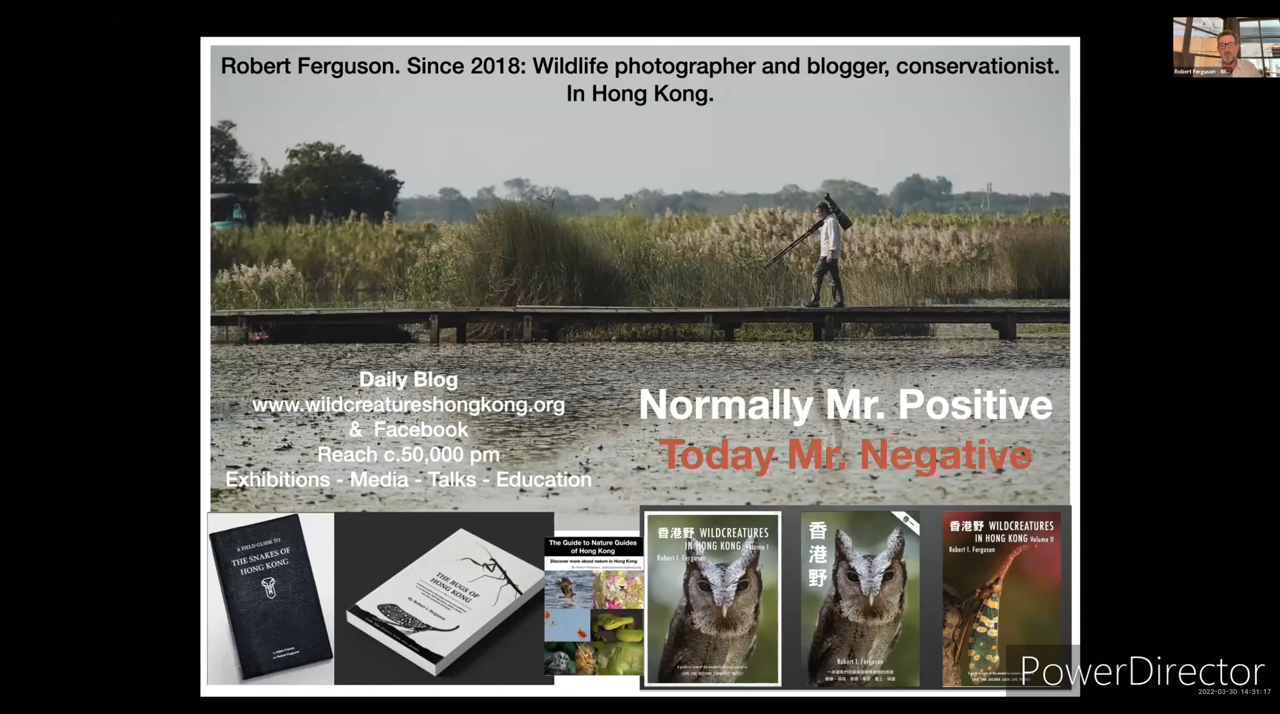 Robert Ferguson. Since 2018: Wildlife photographer and blogger, conservationist.
In Hong Kong.
Robert Ferguson - Wi...
Daily Blog
www.wildcreatureshongkong.org
& Facebook
Reach c.50,000 pm
Exhibitions - Media - Talks - Education
Normally Mr. Positive
Today Mr. Negative
A FIELD GUIDE TO
THE SNAKES OF
HONG KONG
THE BUGS OF
HONG KONG
The Guide to Nature Guides
of Hong Kong
Discover more about nature in Hong Kong
香港野 WILDCREATURES
IN HONG KONG Volume I
Robert I. Ferguson
香港野
Robert I. Ferguson
香港野 WILDCREATURES
IN HONG KONG Volume II
Robert I. Ferguson
PowerDirector
2022-03-30 14:31:17